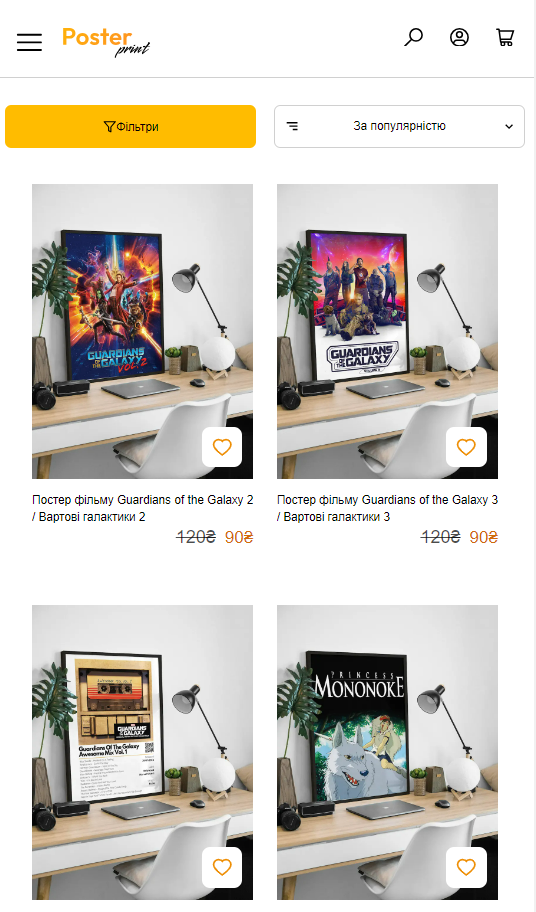 Poster
print
Фільтри
За популярністю
GUARDIANS
OF THE GALAXY
VOL. 2
GUARDIANS
OF THE GALAXY
Постер фільму Guardians of the Galaxy 2
/ Вартові галактики 2
120₴ 90₴
Постер фільму Guardians of the Galaxy 3
/ Вартові галактики 3
120₴ 90₴
GUARDIANS
OF THE GALAXY
Guardians Of The Galaxy
Awesome Mix Vol. 1
PRINCESS
MONONOKE